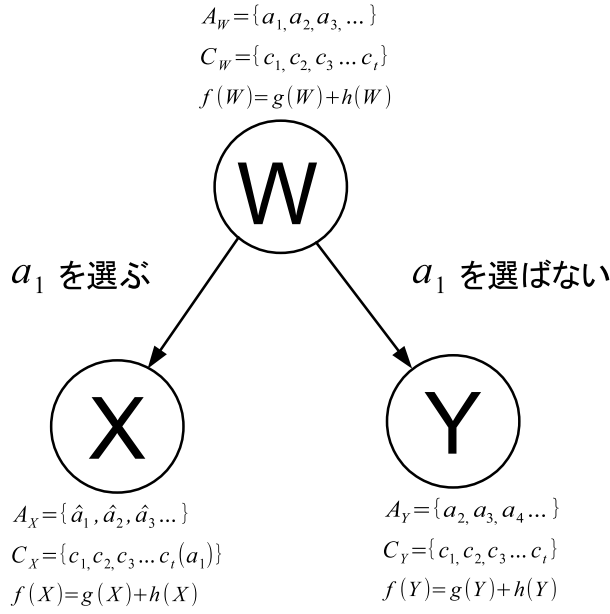 A_W={a_1,a_2,a_3,…}
C_W={c_1,c_2,c_3…c_t}
f(W)=g(W)+h(W)
W
a_1 を選ぶ
a_1 を選ばない
X
Y
A_X={â_1,â_2,â_3…}
C_X={c_1,c_2,c_3…c_t(a_1)}
f(X)=g(X)+h(X)
A_Y={a_2,a_3,a_4…}
C_Y={c_1,c_2,c_3…c_t}
f(Y)=g(Y)+h(Y)